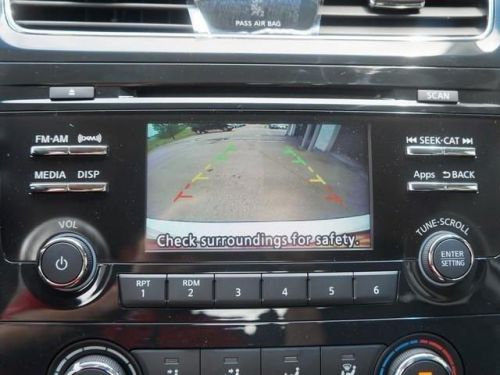 PASS AIR BAG
SCAN
FM·AM (((XM)))
SEEK·CAT
MEDIA DISP
Apps BACK
VOL
TUNE·SCROLL
ENTER
SETTING
Check surroundings for safety.
RPT RDM
1 2 3 4 5 6